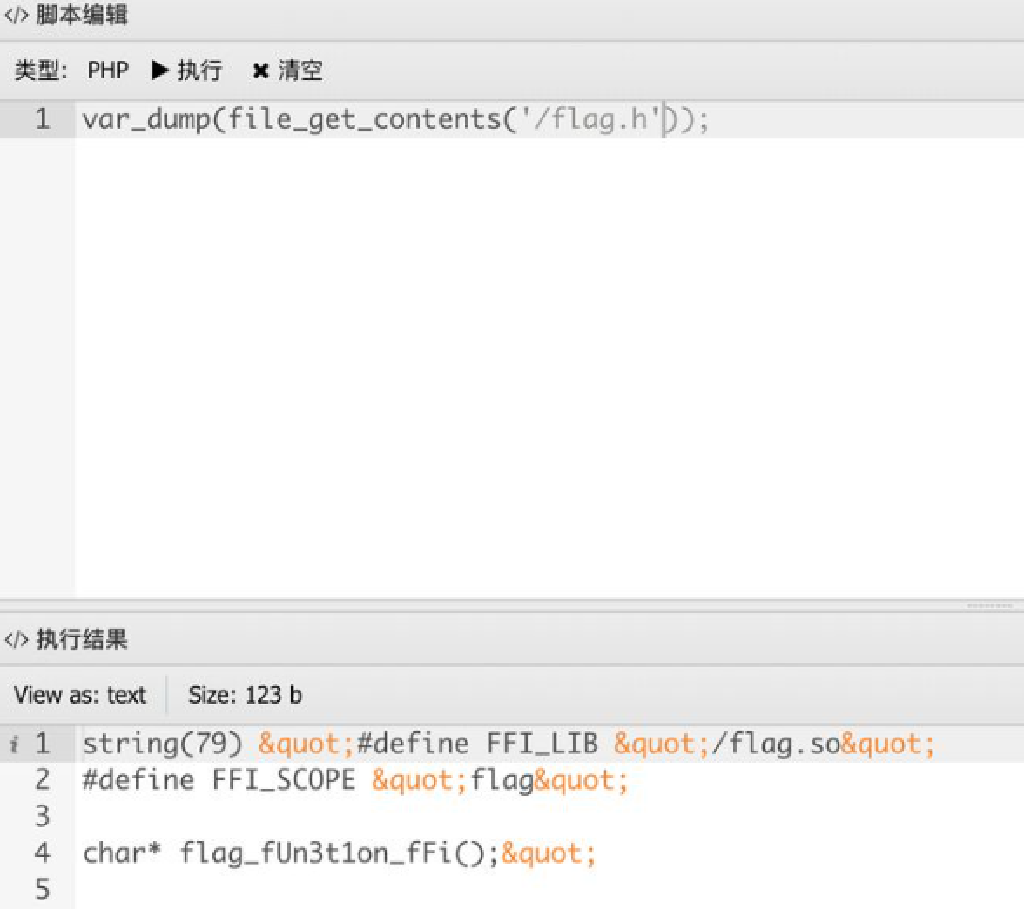 </> 脚本编辑
类型: PHP ▶ 执行 ✖ 清空
1 var_dump(file_get_contents('/flag.h'));
</> 执行结果
View as: text Size: 123 b
i 1 string(79) &quot;#define FFI_LIB &quot;/flag.so&quot;
2 #define FFI_SCOPE &quot;flag&quot;
3
4 char* flag_fUn3t1on_fFi();&quot;
5